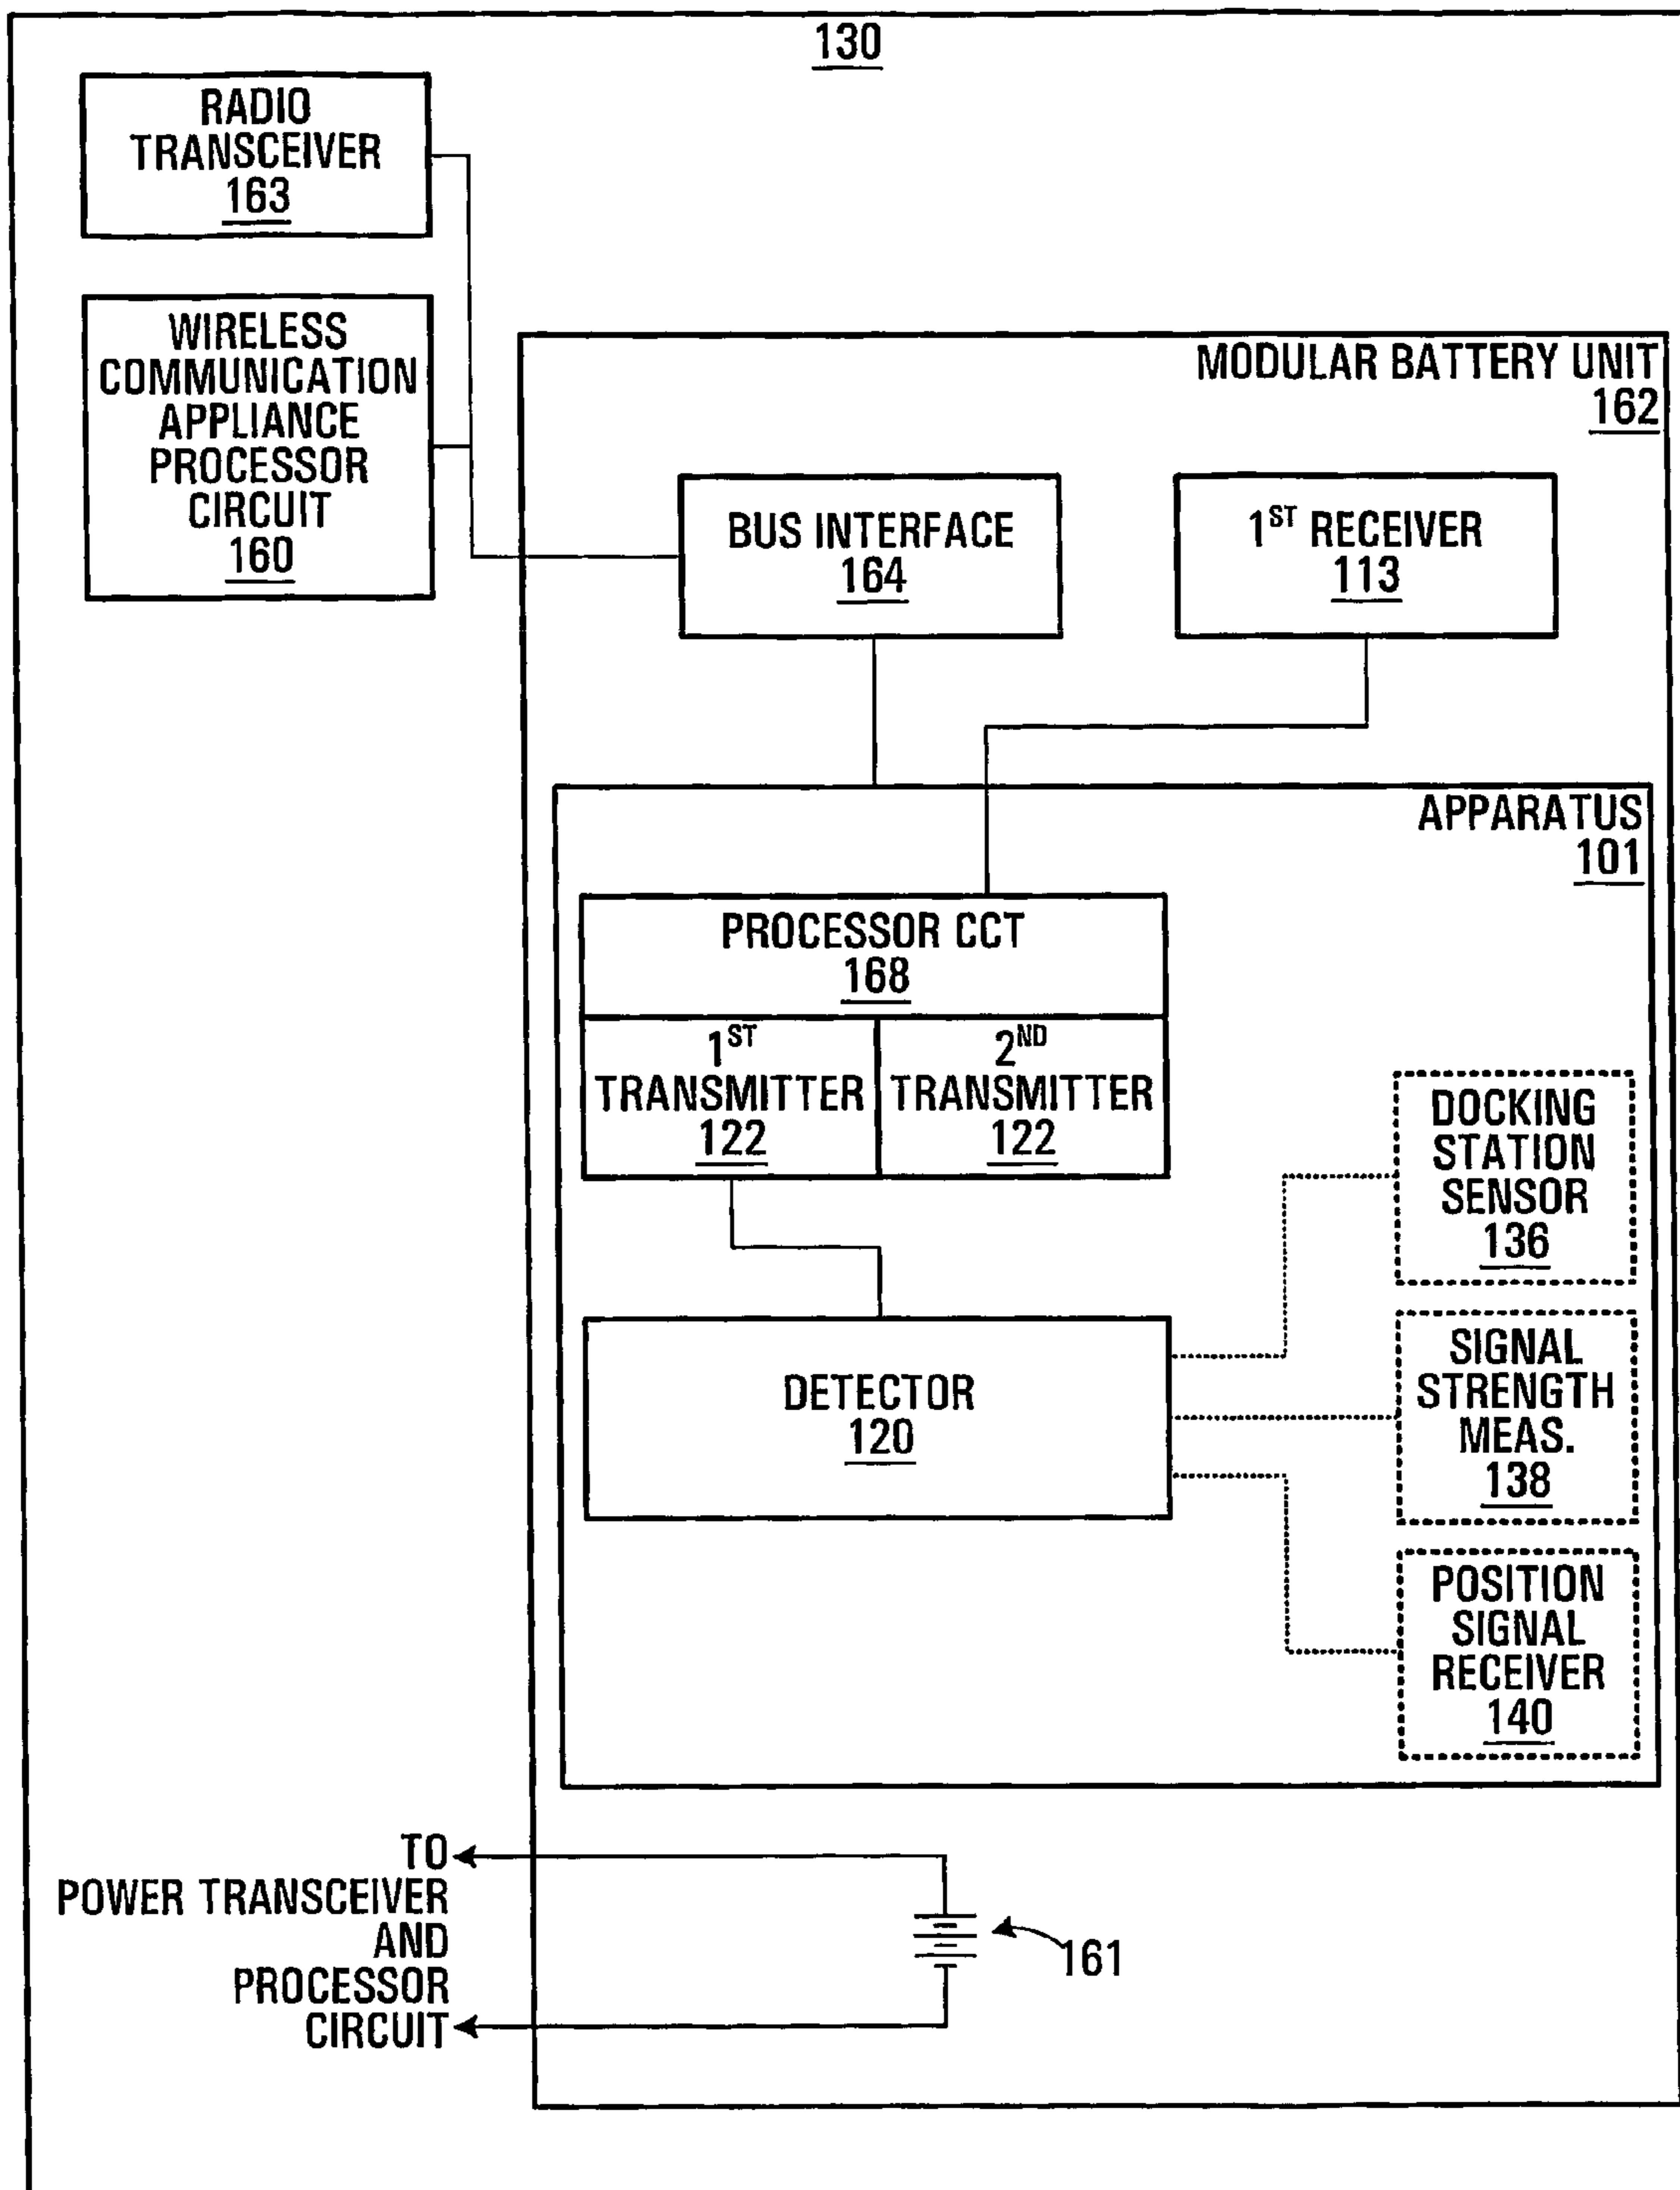 130
RADIO
TRANSCEIVER
163
WIRELESS
COMMUNICATION
APPLIANCE
PROCESSOR
CIRCUIT
160
MODULAR BATTERY UNIT
162
BUS INTERFACE
164
1ST RECEIVER
113
APPARATUS
101
PROCESSOR CCT
168
1ST
TRANSMITTER
122
2ND
TRANSMITTER
122
DOCKING
STATION
SENSOR
136
DETECTOR
120
SIGNAL
STRENGTH
MEAS.
138
POSITION
SIGNAL
RECEIVER
140
TO
POWER TRANSCEIVER
AND
PROCESSOR
CIRCUIT
161